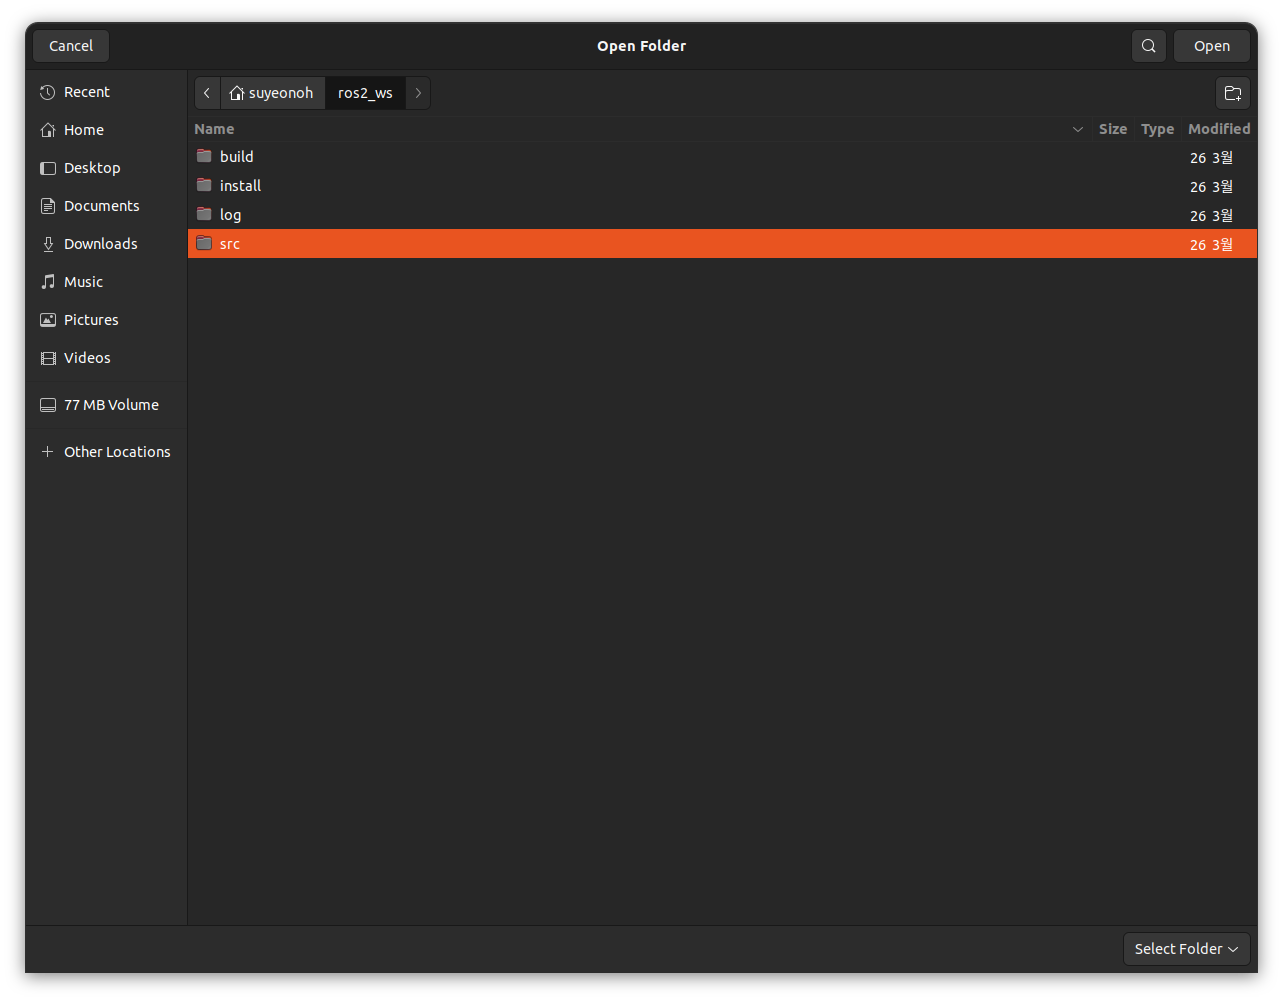 Cancel
Open Folder
Open
Recent
Home
Desktop
Documents
Downloads
Music
Pictures
Videos
77 MB Volume
Other Locations
suyeonoh
ros2_ws
Name Size Type Modified
build 26 3월
install 26 3월
log 26 3월
src 26 3월
Select Folder